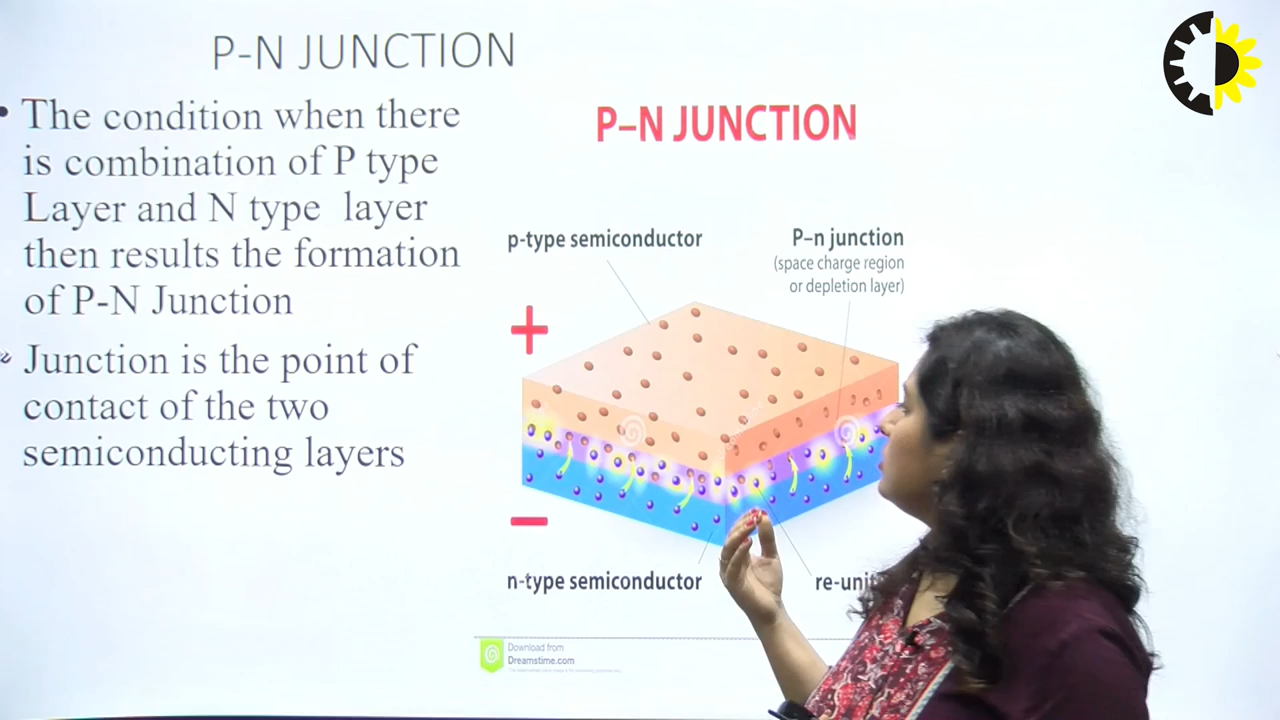 P-N JUNCTION
• The condition when there
is combination of P type
Layer and N type layer
then results the formation
of P-N Junction
Junction is the point of
contact of the two
semiconducting layers
P–N JUNCTION
p-type semiconductor
P–n junction
(space charge region
or depletion layer)
+
−
n-type semiconductor
Download from
Dreamstime.com